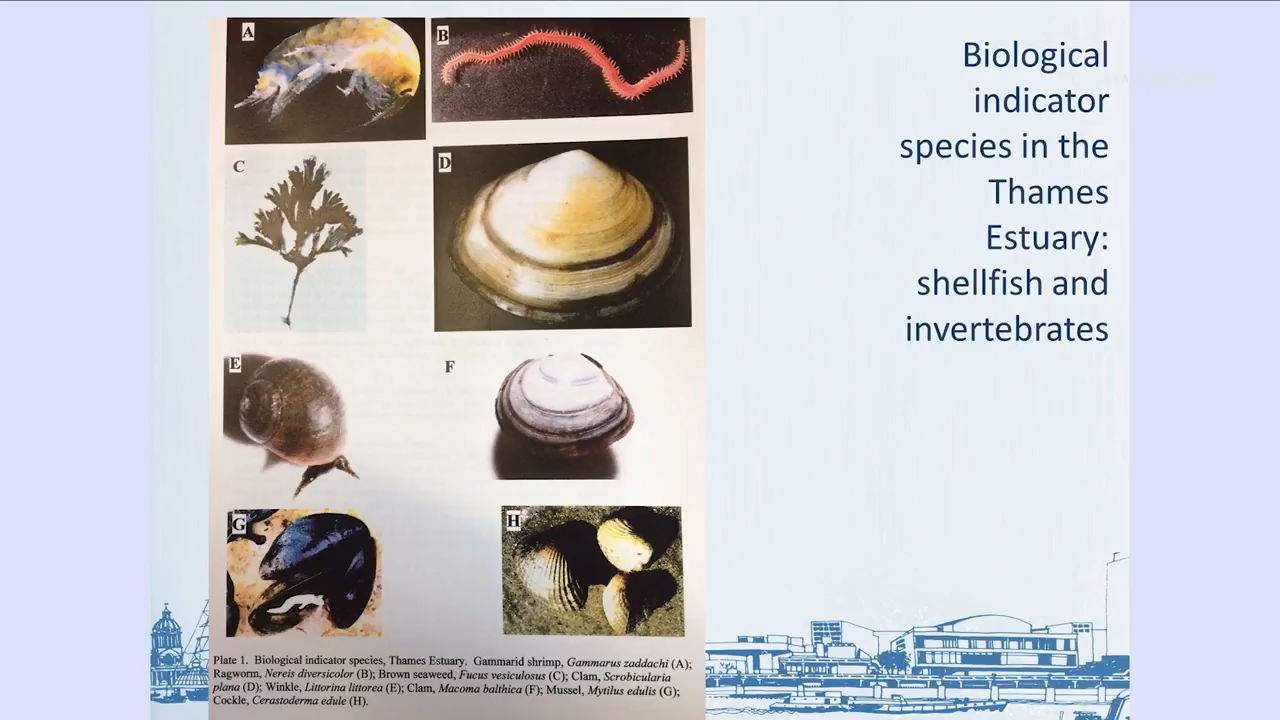 A
B
C
D
E
F
G
H
Plate 1. Biological indicator species, Thames Estuary. Gammarid shrimp, Gammarus zaddachi (A);
Ragworm, Nereis diversicolor (B); Brown seaweed, Fucus vesiculosus (C); Clam, Scrobicularia
plana (D); Winkle, Littorina littorea (E); Clam, Macoma balthica (F); Mussel, Mytilus edulis (G);
Cockle, Cerastoderma edule (H).
Biological
indicator
species in the
Thames
Estuary:
shellfish and
invertebrates